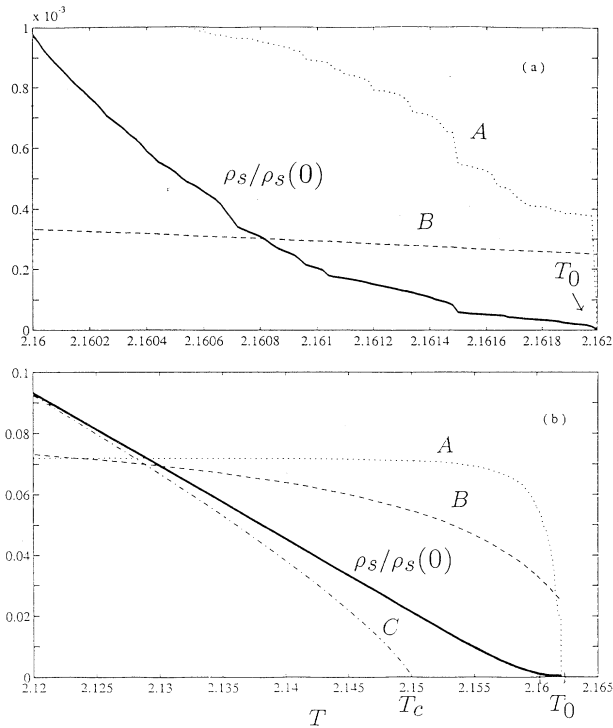 x 10⁻³
1
( a )
A
0.8
0.6
ρs/ρs(0)
0.4
B
0.2
T0
0
2.16 2.1602 2.1604 2.1606 2.1608 2.161 2.1612 2.1614 2.1616 2.1618 2.162
0.1
( b )
0.08
A
B
0.06
ρs/ρs(0)
0.04
C
0.02
0
2.12 2.125 2.13 2.135 2.14 2.145 2.15 2.155 2.16 2.165
T Tc T0